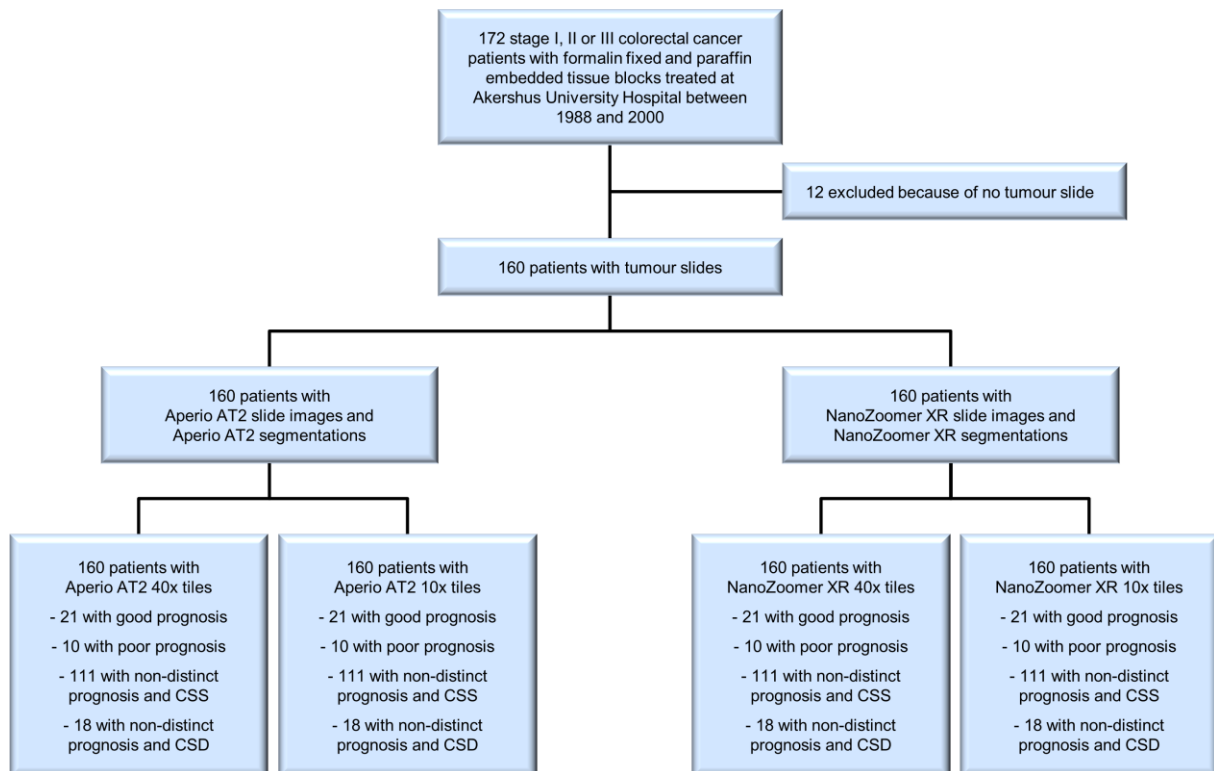 172 stage I, II or III colorectal cancer
patients with formalin fixed and paraffin
embedded tissue blocks treated at
Akershus University Hospital between
1988 and 2000
12 excluded because of no tumour slide
160 patients with tumour slides
160 patients with
Aperio AT2 slide images and
Aperio AT2 segmentations
160 patients with
NanoZoomer XR slide images and
NanoZoomer XR segmentations
160 patients with
Aperio AT2 40x tiles
- 21 with good prognosis
- 10 with poor prognosis
- 111 with non-distinct
prognosis and CSS
- 18 with non-distinct
prognosis and CSD
160 patients with
Aperio AT2 10x tiles
- 21 with good prognosis
- 10 with poor prognosis
- 111 with non-distinct
prognosis and CSS
- 18 with non-distinct
prognosis and CSD
160 patients with
NanoZoomer XR 40x tiles
- 21 with good prognosis
- 10 with poor prognosis
- 111 with non-distinct
prognosis and CSS
- 18 with non-distinct
prognosis and CSD
160 patients with
NanoZoomer XR 10x tiles
- 21 with good prognosis
- 10 with poor prognosis
- 111 with non-distinct
prognosis and CSS
- 18 with non-distinct
prognosis and CSD